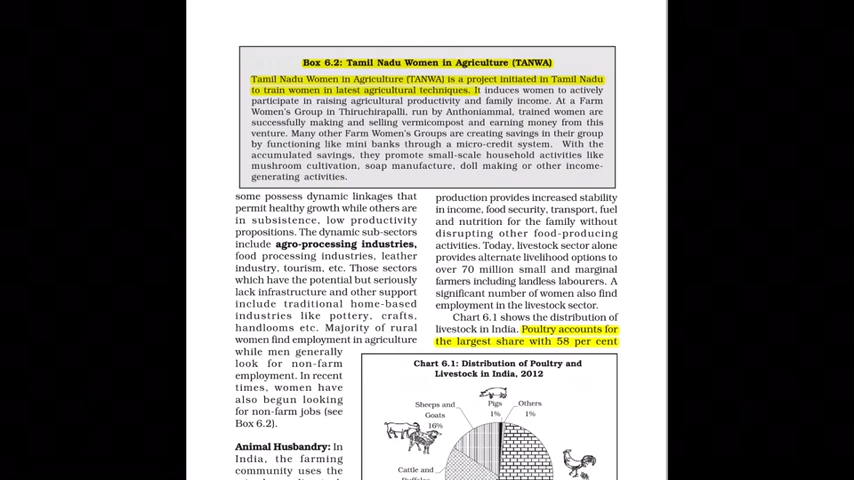 Box 6.2: Tamil Nadu Women in Agriculture (TANWA)
Tamil Nadu Women in Agriculture (TANWA) is a project initiated in Tamil Nadu
to train women in latest agricultural techniques. It induces women to actively
participate in raising agricultural productivity and family income. At a Farm
Women's Group in Thiruchirapalli, run by Anthoniammal, trained women are
successfully making and selling vermicompost and earning money from this
venture. Many other Farm Women's Groups are creating savings in their group
by functioning like mini banks through a micro-credit system. With the
accumulated savings, they promote small-scale household activities like
mushroom cultivation, soap manufacture, doll making or other income-
generating activities.
some possess dynamic linkages that
permit healthy growth while others are
in subsistence, low productivity
propositions. The dynamic sub-sectors
include agro-processing industries,
food processing industries, leather
industry, tourism, etc. Those sectors
which have the potential but seriously
lack infrastructure and other support
include traditional home-based
industries like pottery, crafts,
handlooms etc. Majority of rural
women find employment in agriculture
while men generally
look for non-farm
employment. In recent
times, women have
also begun looking
for non-farm jobs (see
Box 6.2).
Animal Husbandry: In
India, the farming
community uses the
production provides increased stability
in income, food security, transport, fuel
and nutrition for the family without
disrupting other food-producing
activities. Today, livestock sector alone
provides alternate livelihood options to
over 70 million small and marginal
farmers including landless labourers. A
significant number of women also find
employment in the livestock sector.
Chart 6.1 shows the distribution of
livestock in India. Poultry accounts for
the largest share with 58 per cent
Chart 6.1: Distribution of Poultry and
Livestock in India, 2012
Sheeps and
Goats
16%
Pigs
1%
Others
1%
Cattle and